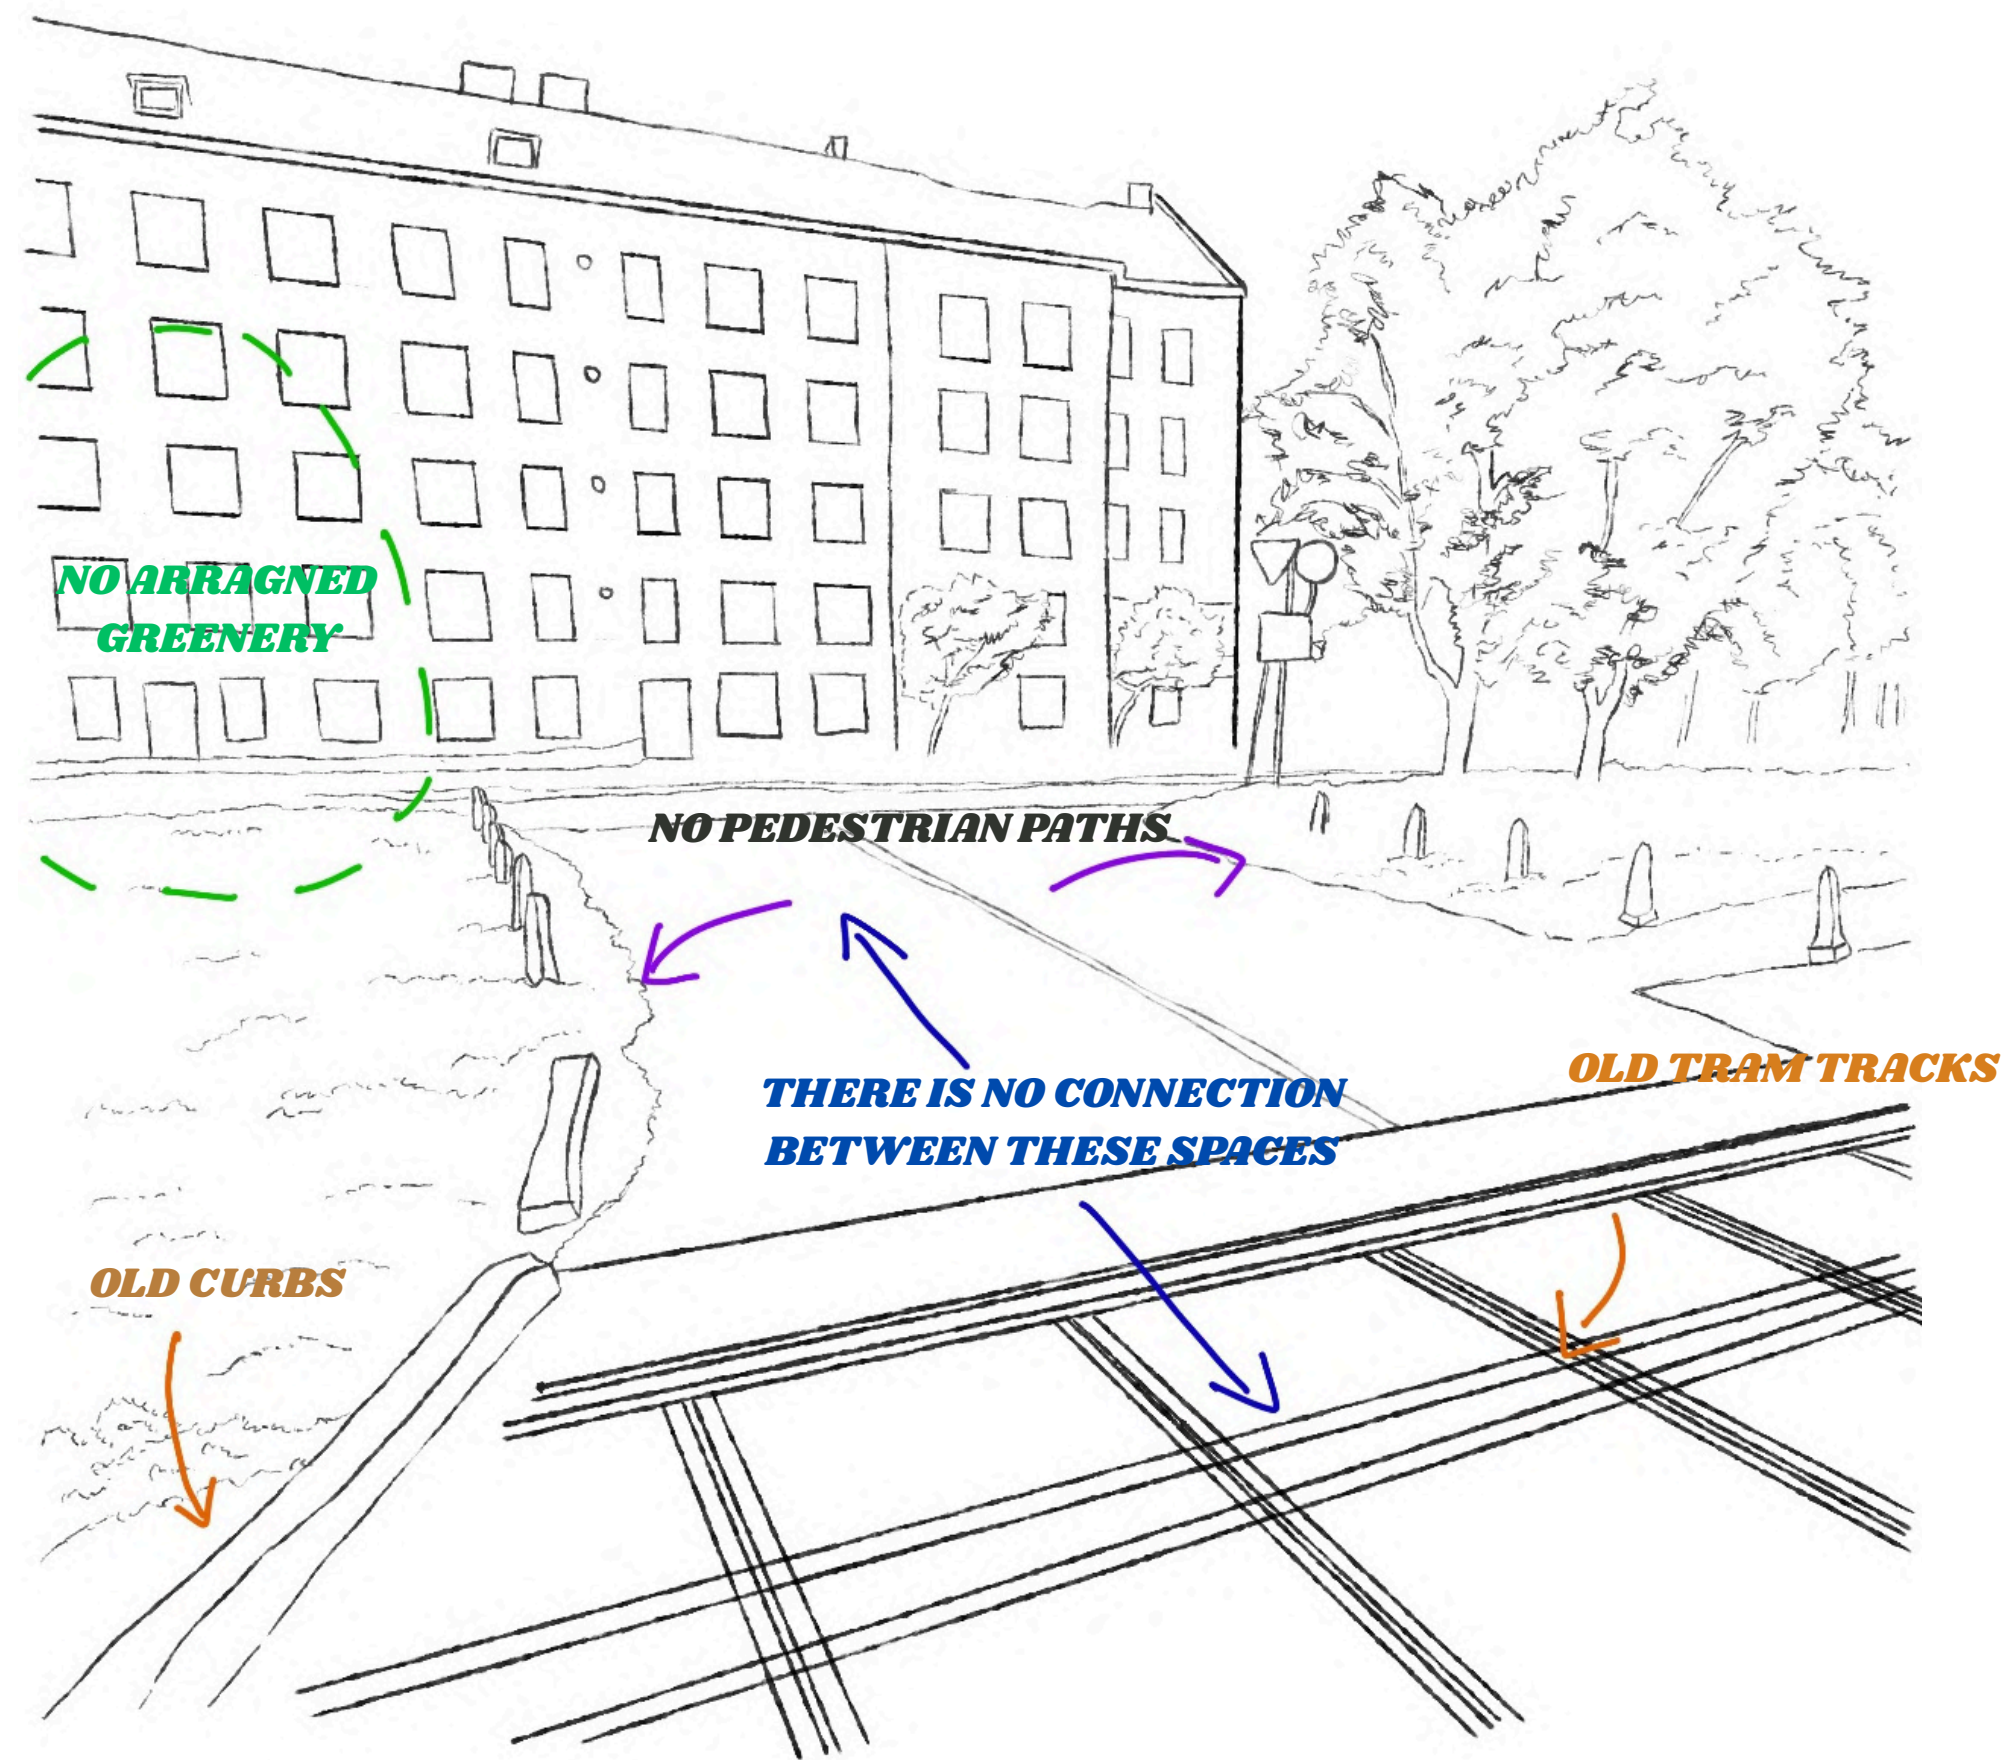 NO ARRAGNED
GREENERY
NO PEDESTRIAN PATHS
THERE IS NO CONNECTION
BETWEEN THESE SPACES
OLD TRAM TRACKS
OLD CURBS